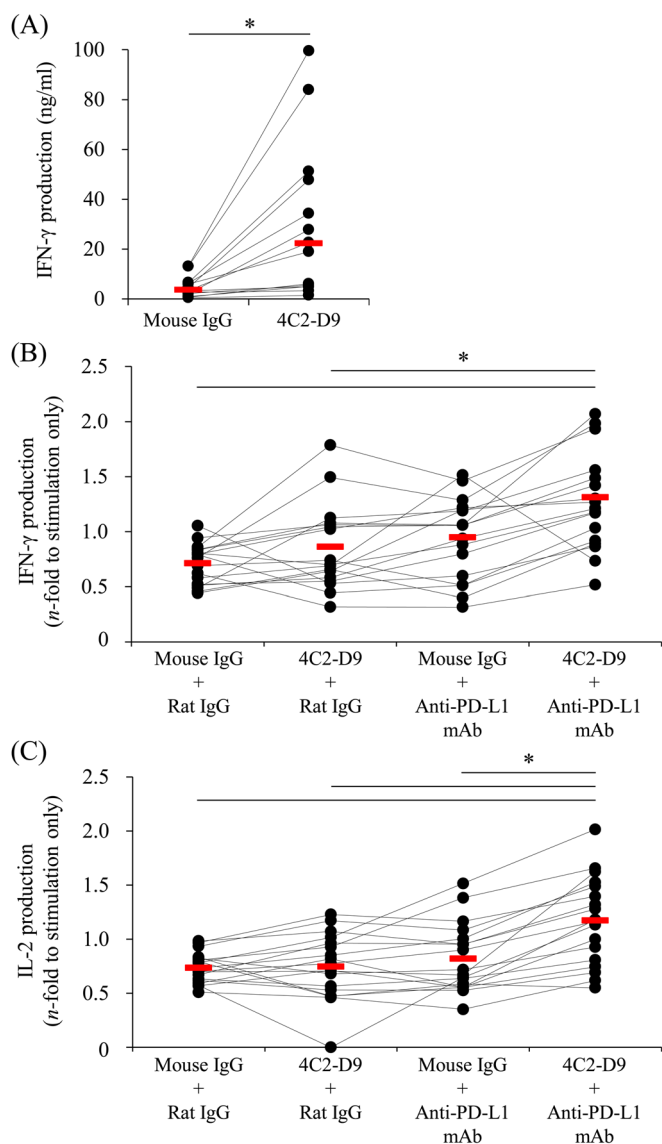 (A)
*
IFN-γ production (ng/ml)
100
80
60
40
20
0
Mouse IgG
4C2-D9
(B)
*
IFN-γ production
(n-fold to stimulation only)
2.5
2.0
1.5
1.0
0.5
0
Mouse IgG
+
Rat IgG
4C2-D9
+
Rat IgG
Mouse IgG
+
Anti-PD-L1
mAb
4C2-D9
+
Anti-PD-L1
mAb
(C)
*
IL-2 production
(n-fold to stimulation only)
2.5
2.0
1.5
1.0
0.5
0
Mouse IgG
+
Rat IgG
4C2-D9
+
Rat IgG
Mouse IgG
+
Anti-PD-L1
mAb
4C2-D9
+
Anti-PD-L1
mAb